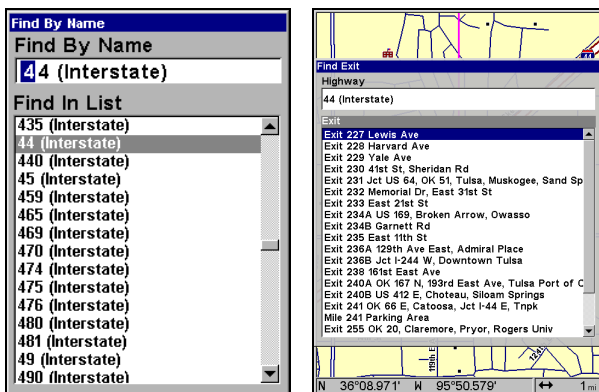 Find By Name
Find By Name
44 (Interstate)
Find In List
435 (Interstate)
44 (Interstate)
440 (Interstate)
45 (Interstate)
459 (Interstate)
465 (Interstate)
469 (Interstate)
470 (Interstate)
474 (Interstate)
475 (Interstate)
476 (Interstate)
480 (Interstate)
481 (Interstate)
49 (Interstate)
490 (Interstate)
44
Find Exit
Highway
44 (Interstate)
Exit
Exit 227 Lewis Ave
Exit 228 Harvard Ave
Exit 229 Yale Ave
Exit 230 41st St, Sheridan Rd
Exit 231 Jct US 64, OK 51, Tulsa, Muskogee, Sand Sp
Exit 232 Memorial Dr, East 31st St
Exit 233 East 21st St
Exit 234A US 169, Broken Arrow, Owasso
Exit 234B Garnett Rd
Exit 235 East 11th St
Exit 236A 129th Ave East, Admiral Place
Exit 236B Jct I-244 W, Downtown Tulsa
Exit 238 161st East Ave
Exit 240A OK 167 N, 193rd East Ave, Tulsa Port of C
Exit 240B US 412 E, Choteau, Siloam Springs
Exit 241 OK 66 E, Catoosa, Jct I-44 E, Tnpk
Mile 241 Parking Area
Exit 255 OK 20, Claremore, Pryor, Rogers Univ
119th E
N 36°08.971' W 95°50.579' 1 mi